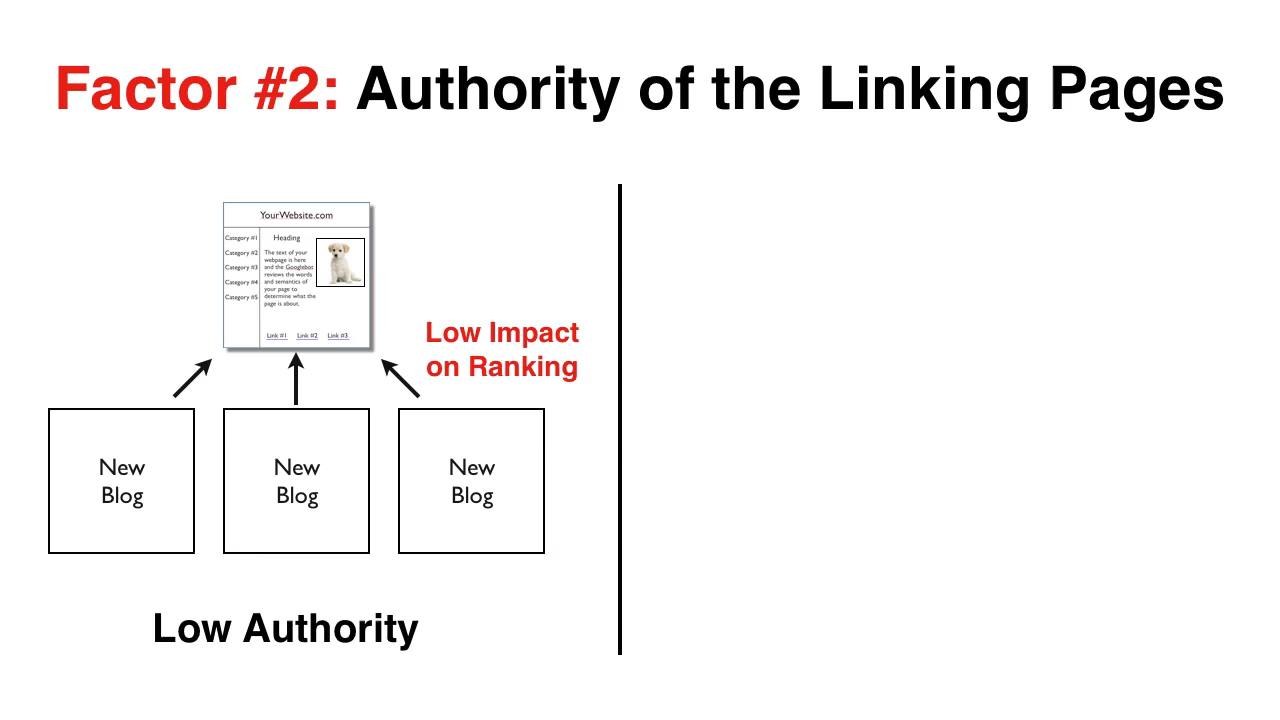 Factor #2: Authority of the Linking Pages
YourWebsite.com
Category #1
Category #2
Category #3
Category #4
Category #5
Heading
The text of your
webpage is here
and the Googlebot
reviews the words
and semantics of
your page to
determine what the
page is about.
Link #1 Link #2 Link #3
Low Impact
on Ranking
New
Blog
New
Blog
New
Blog
Low Authority